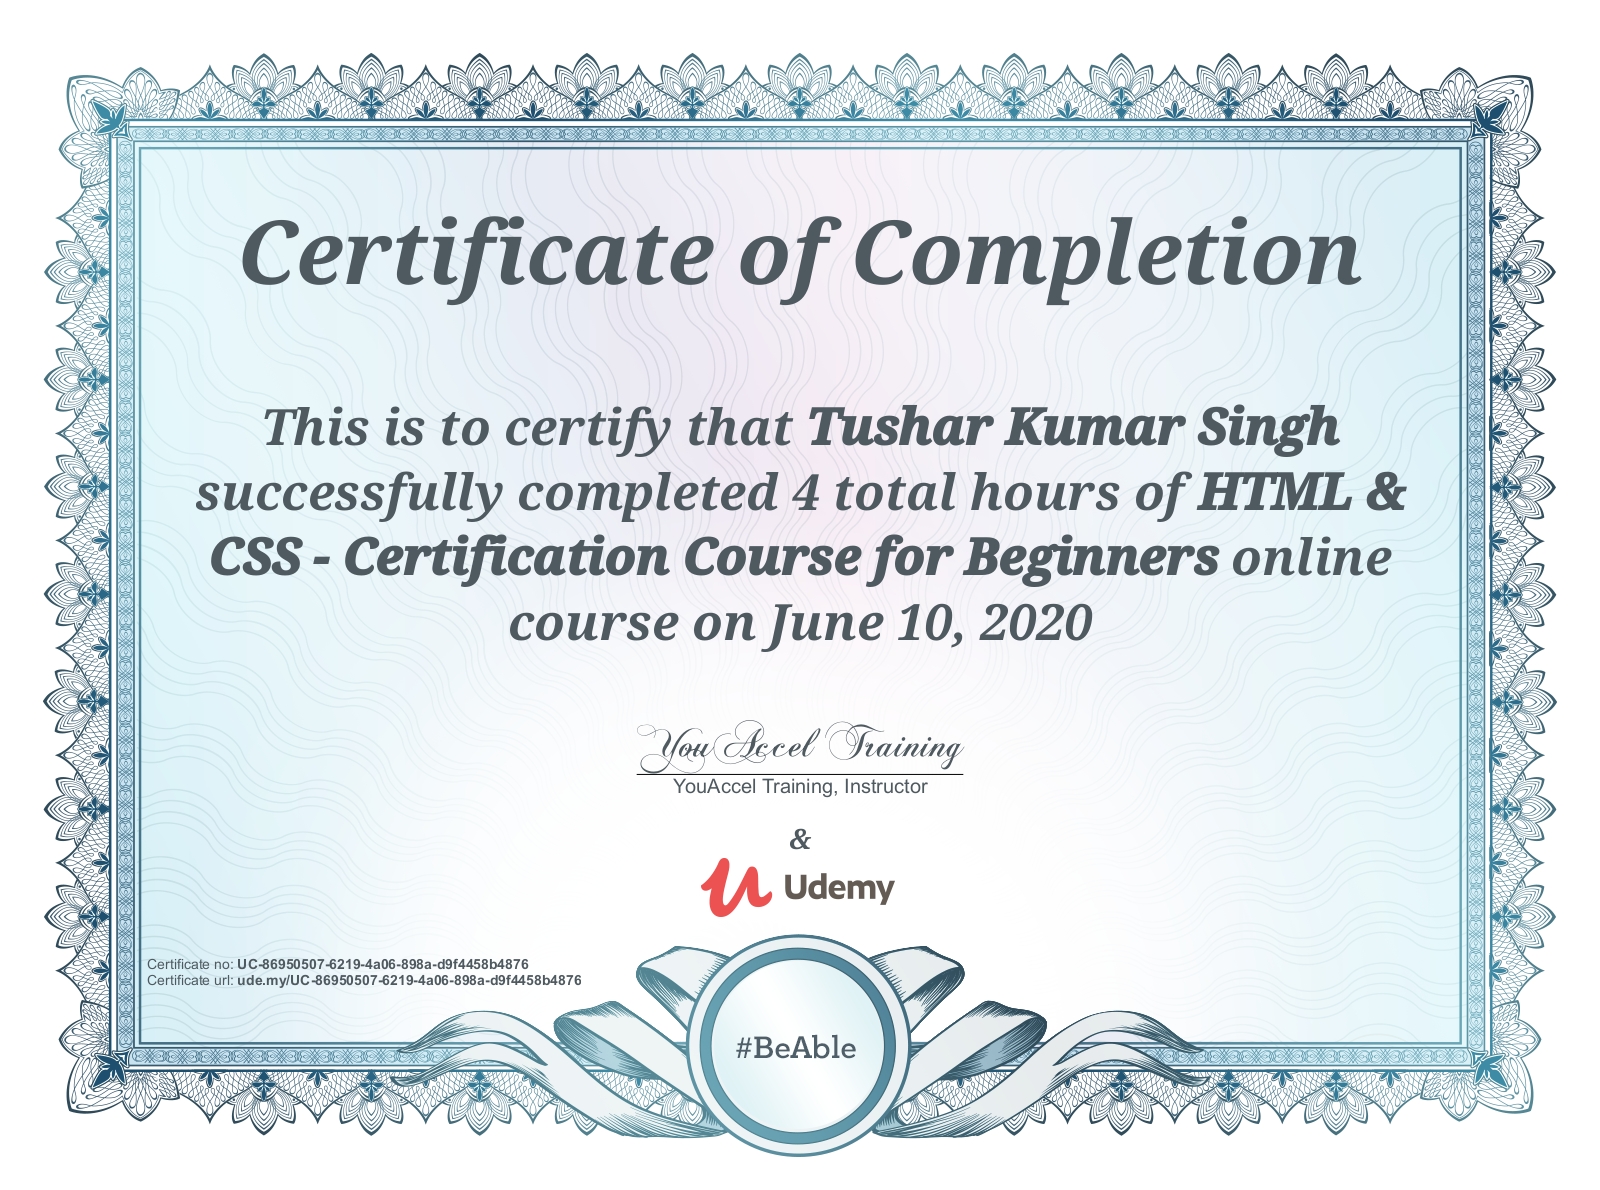 Certificate of Completion
This is to certify that Tushar Kumar Singh
successfully completed 4 total hours of HTML &
CSS - Certification Course for Beginners online
course on June 10, 2020
YouAccel Training
YouAccel Training, Instructor
&
Udemy
Certificate no: UC-86950507-6219-4a06-898a-d9f4458b4876
Certificate url: ude.my/UC-86950507-6219-4a06-898a-d9f4458b4876
#BeAble